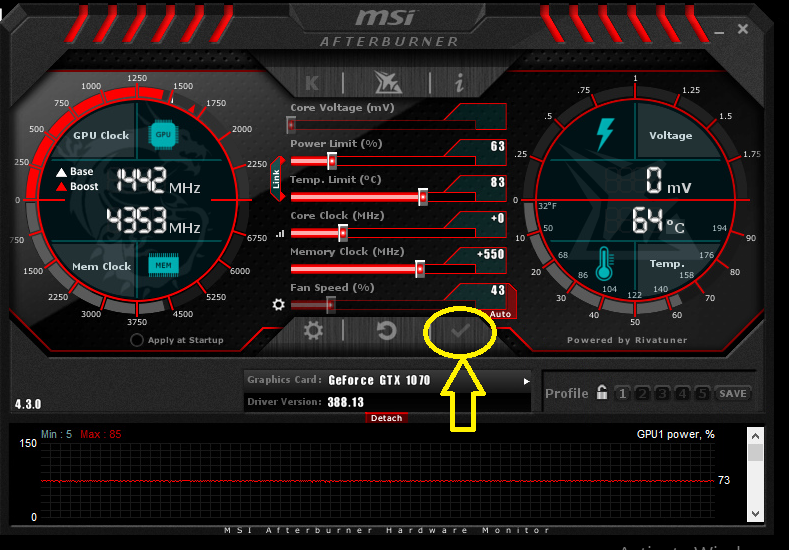 msi
AFTERBURNER
K
i
GPU Clock
GPU
Base
Boost
1442 MHz
4353 MHz
Mem Clock
MEM
0
250
500
750
1000
1250
1500
1750
2000
2250
0
750
1500
2250
3000
3750
4500
5250
6000
6750
Apply at Startup
Core Voltage (mV)
Power Limit (%)
63
Link
Temp. Limit (ºC)
83
Core Clock (MHz)
+0
Memory Clock (MHz)
+550
Fan Speed (%)
43
Auto
Voltage
0 mV
64 °C
Temp.
0
.25
.5
.75
1
1.25
1.5
1.75
0
32°F
10
50
20
68
30
86
40
104
50
122
60
140
70
158
80
176
90
194
Powered by Rivatuner
Graphics Card: GeForce GTX 1070
Driver Version: 388.13
Detach
4.3.0
Profile
1
2
3
4
5
SAVE
Min : 5 Max : 85
GPU1 power, %
150
73
0
MSI Afterburner Hardware Monitor